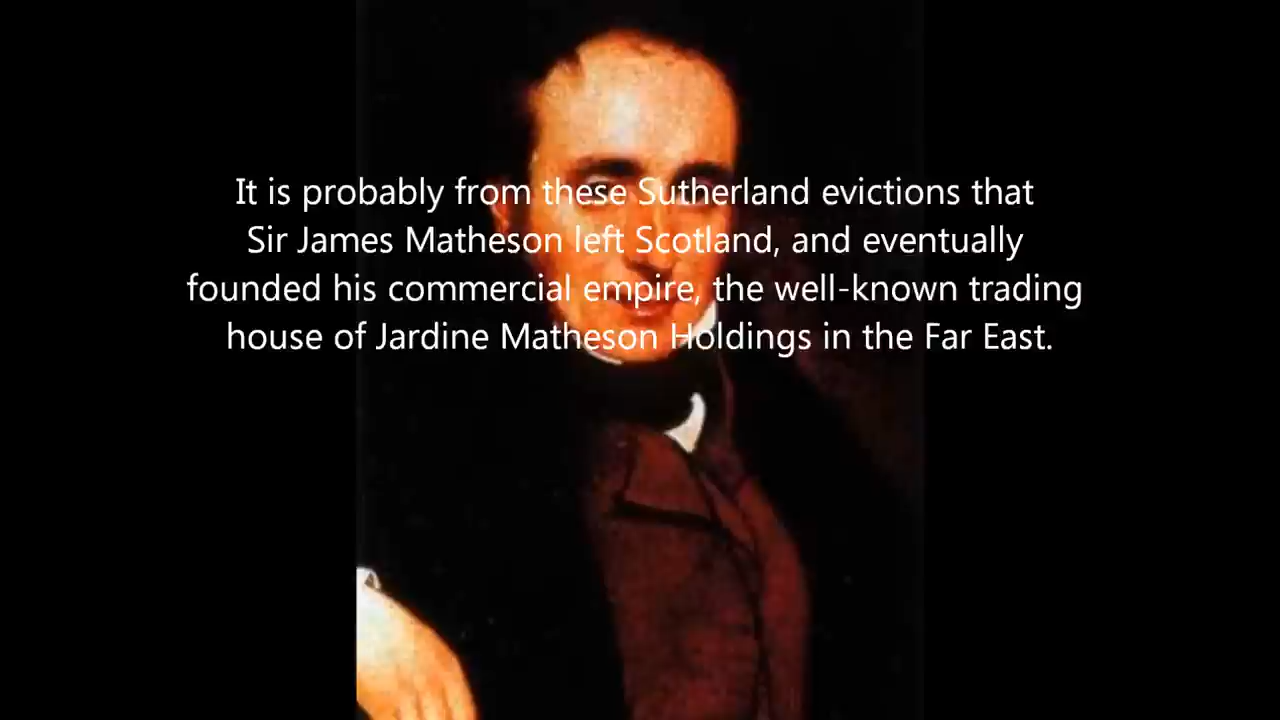 It is probably from these Sutherland evictions that
Sir James Matheson left Scotland, and eventually
founded his commercial empire, the well-known trading
house of Jardine Matheson Holdings in the Far East.